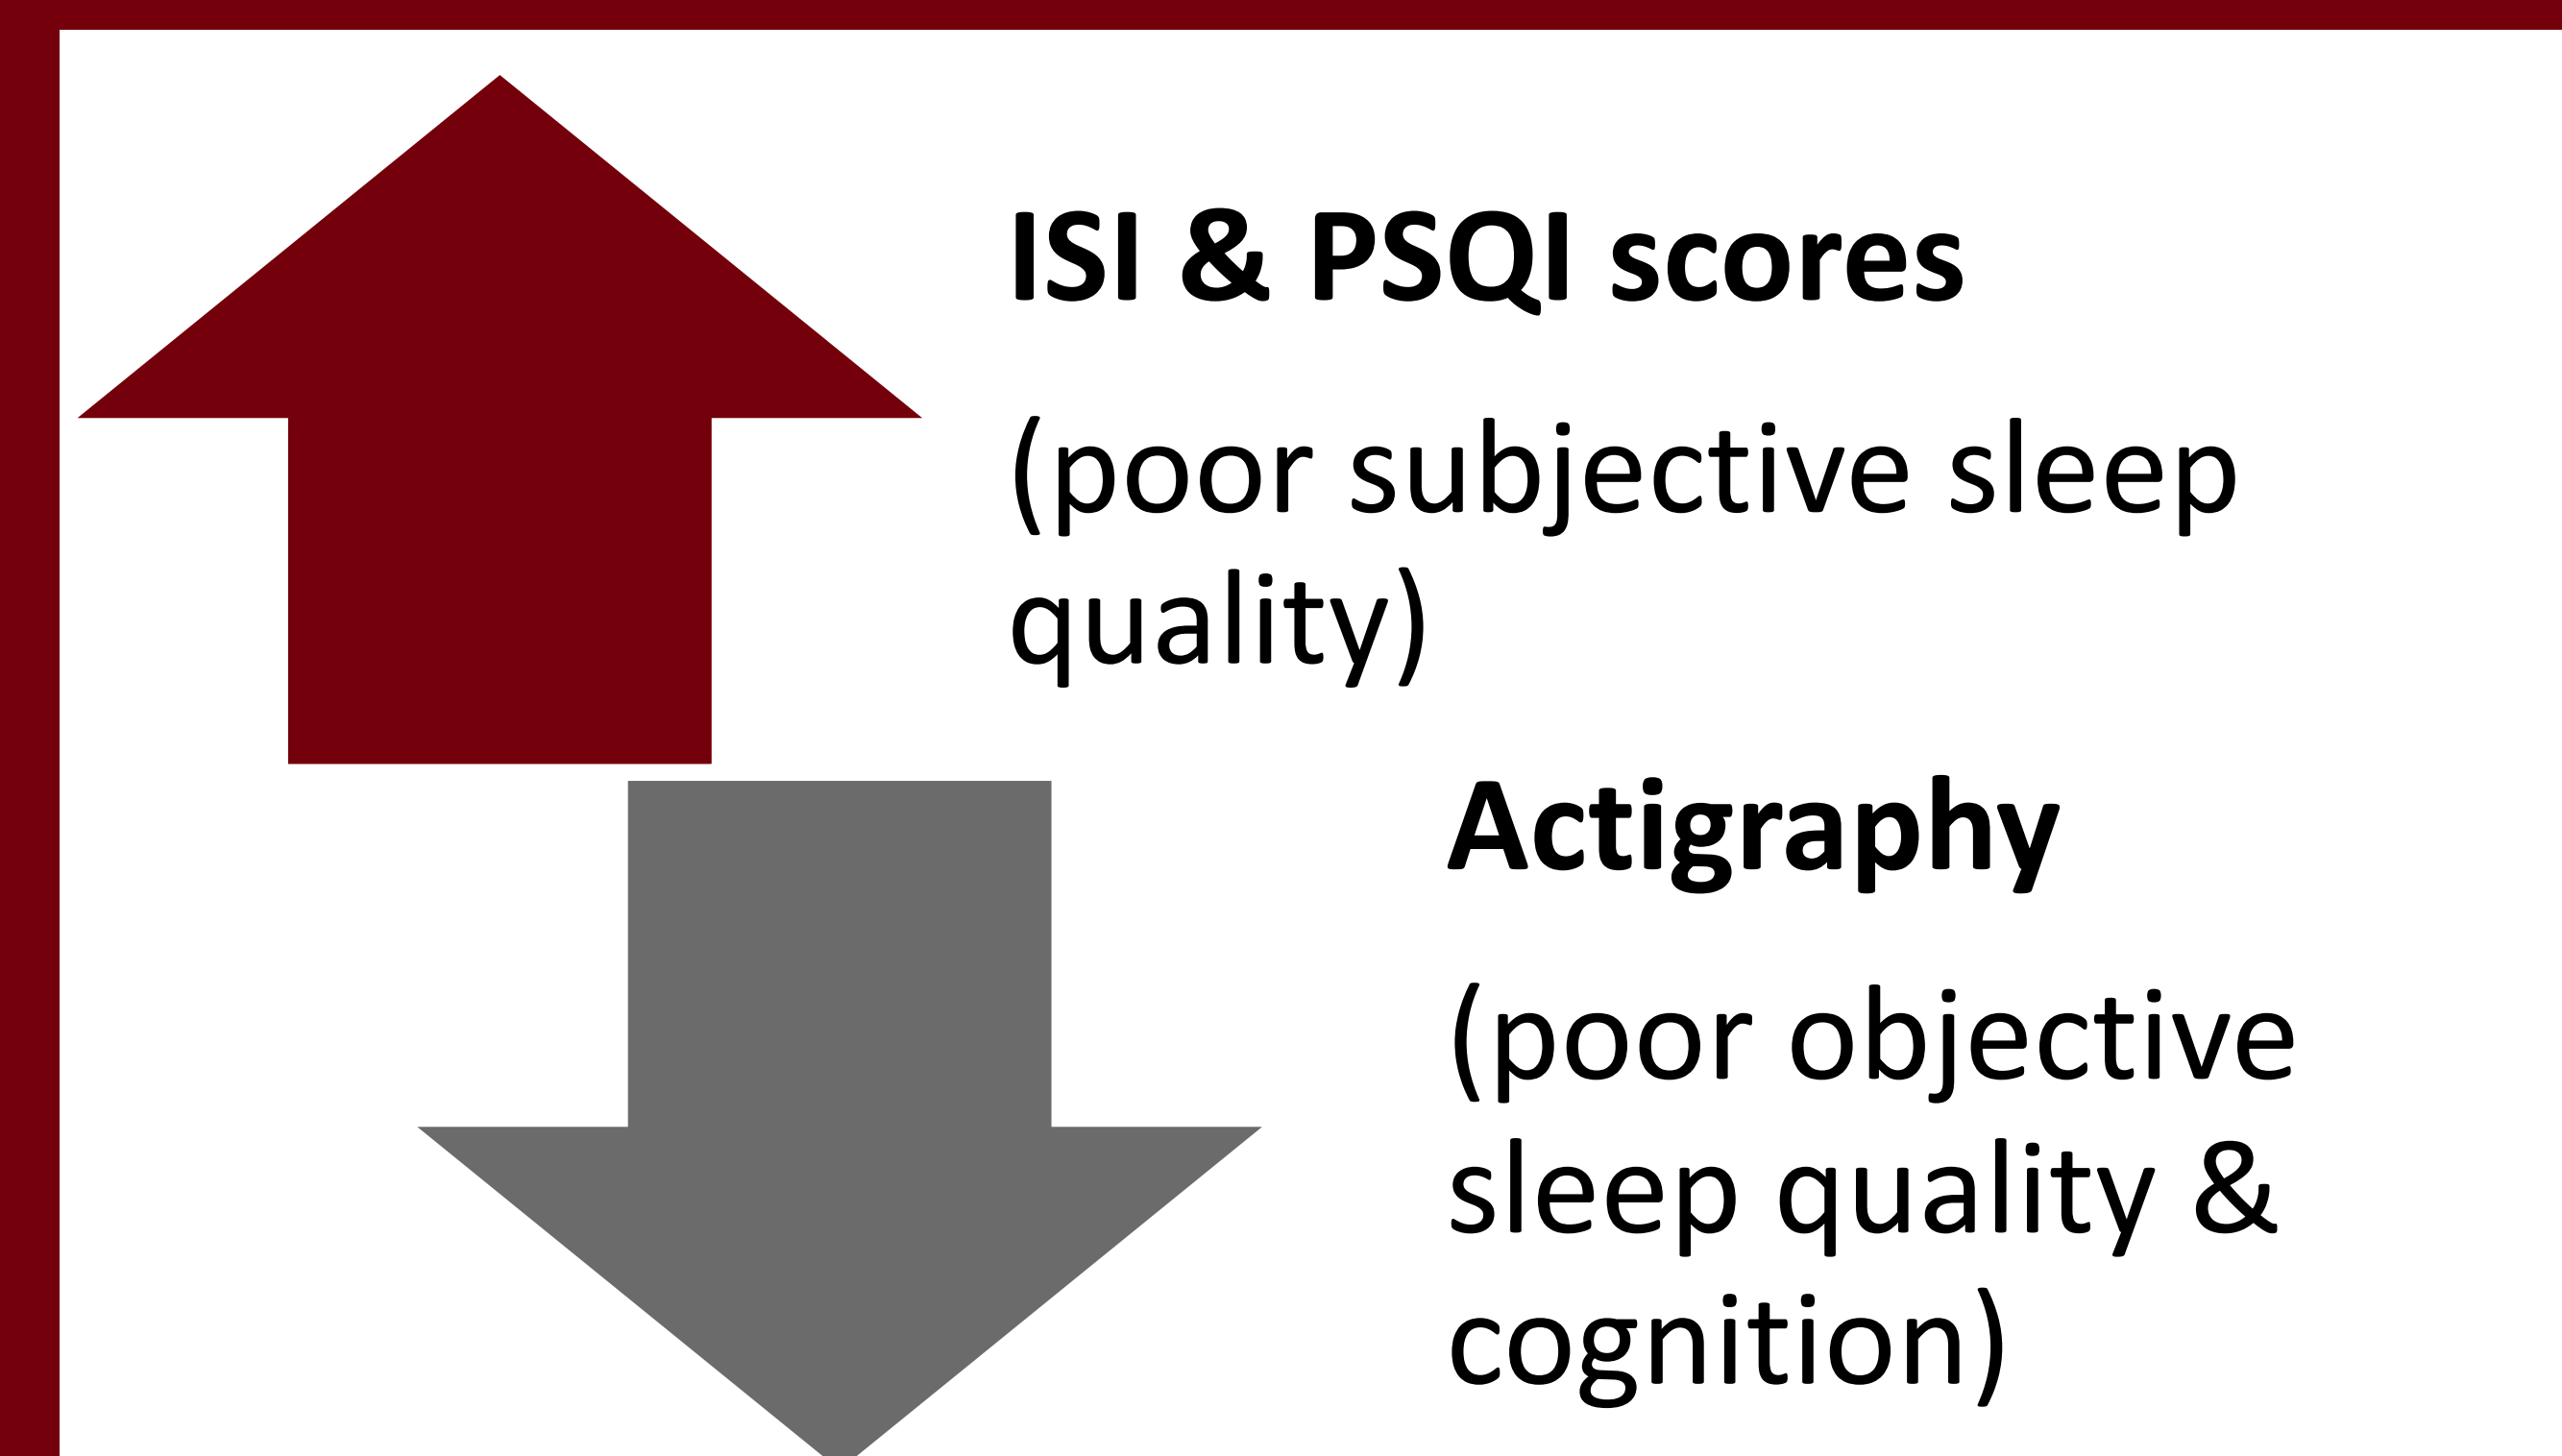 ISI & PSQI scores
(poor subjective sleep
quality)
Actigraphy
(poor objective
sleep quality &
cognition)